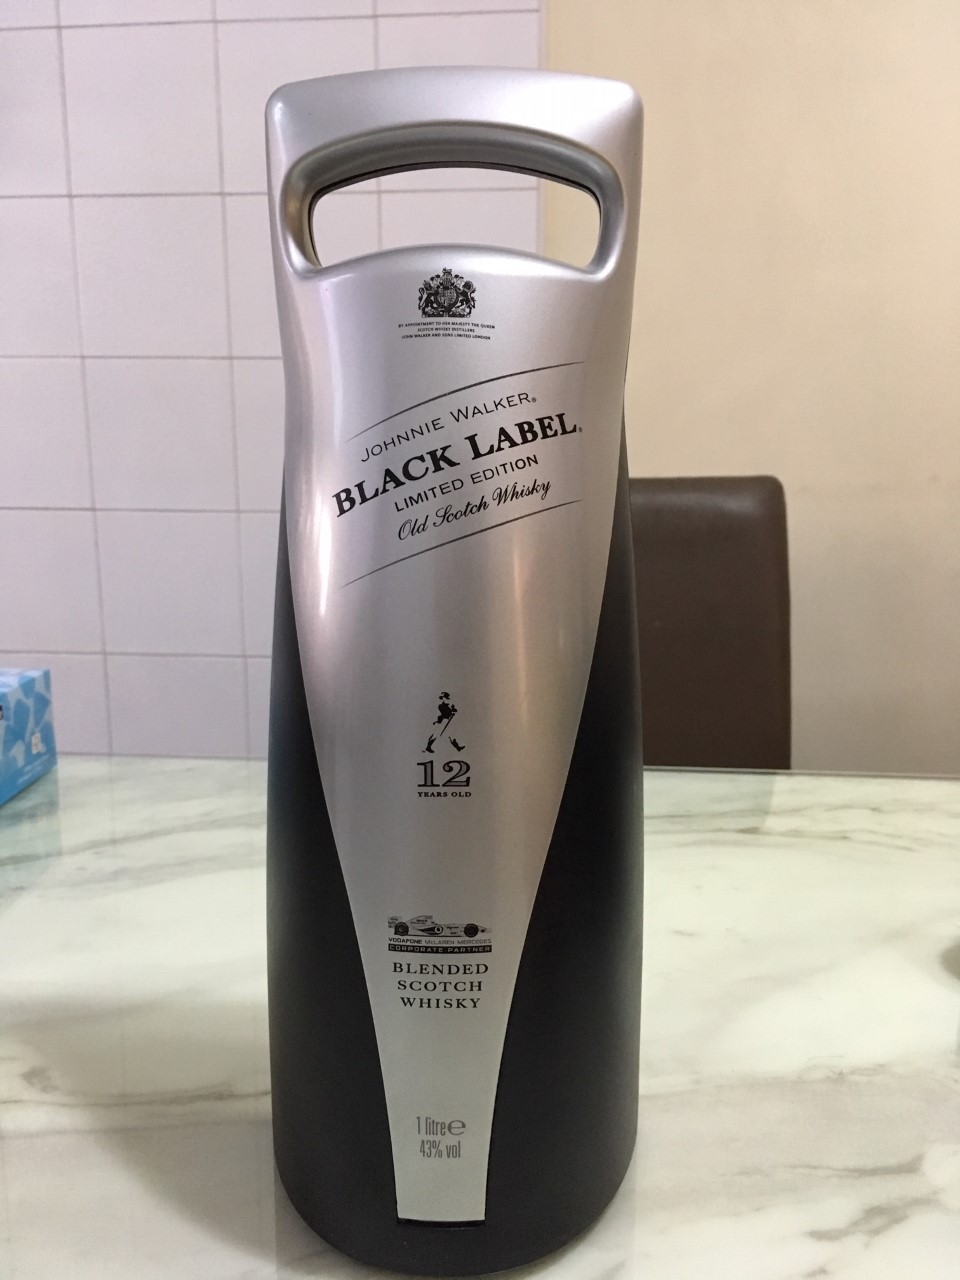 BY APPOINTMENT TO HER MAJESTY THE QUEEN
SCOTCH WHISKY DISTILLERS
JOHN WALKER AND SONS LIMITED LONDON
JOHNNIE WALKER®
BLACK LABEL®
LIMITED EDITION
Old Scotch Whisky
12
YEARS OLD
VODAFONE McLAREN MERCEDES
CORPORATE PARTNER
BLENDED
SCOTCH
WHISKY
1 litre ℮
43% vol